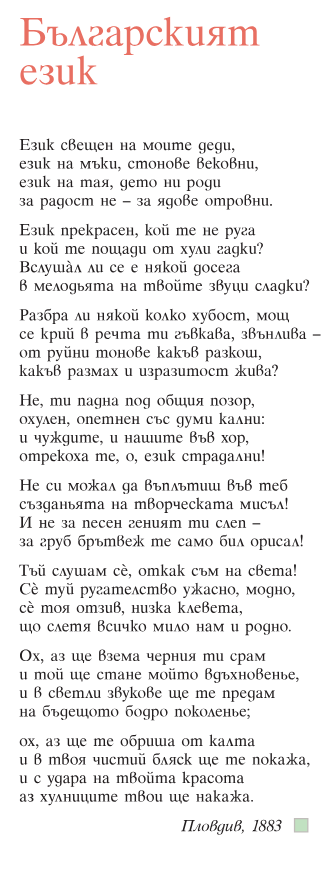 Българският
език
Език свещен на моите деди,
език на мъки, стонове вековни,
език на тая, дето ни роди
за радост не – за ядове отровни.
Език прекрасен, кой те не руга
и кой те пощади от хули гадки?
Вслушàл ли се е някой досега
в мелодьята на твойте звуци сладки?
Разбра ли някой колко хубост, мощ
се крий в речта ти гъвкава, звънлива –
от руйни тонове какъв разкош,
какъв размах и изразитост жива?
Не, ти падна под общия позор,
охулен, опетнен със думи кални:
и чуждите, и нашите във хор,
отрекоха те, о, език страдални!
Не си можал да въплътиш във теб
създаньята на творческата мисъл!
И не за песен геният ти слеп –
за груб брътвеж те само бил орисал!
Тъй слушам сѐ, откак съм на света!
Сѐ туй ругателство ужасно, модно,
сѐ тоя отзив, низка клевета,
що слетя всичко мило нам и родно.
Ох, аз ще взема черния ти срам
и той ще стане мойто вдъхновенье,
и в светли звукове ще те предам
на бъдещото бодро поколенье;
ох, аз ще те обриша от калта
и в твоя чистий бляск ще те покажа,
и с удара на твойта красота
аз хулниците твои ще накажа.
Пловдив, 1883